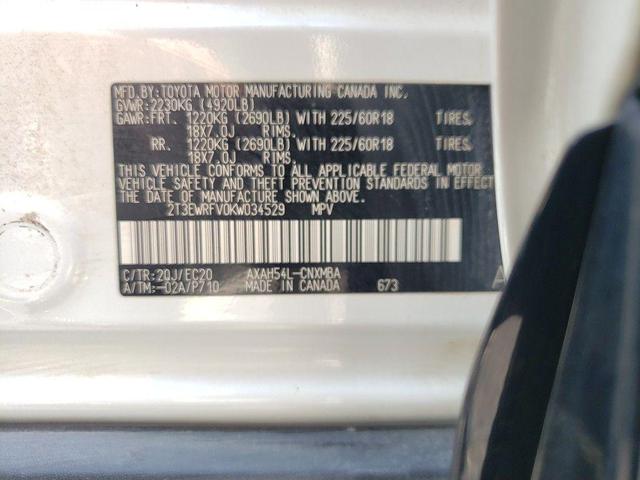 MFD.BY:TOYOTA MOTOR MANUFACTURING CANADA INC.
GVWR:2230KG (4920LB)
GAWR:FRT. 1220KG (2690LB) WITH 225/60R18 TIRES,
18X7.0J RIMS.
RR. 1220KG (2690LB) WITH 225/60R18 TIRES,
18X7.0J RIMS.
THIS VEHICLE CONFORMS TO ALL APPLICABLE FEDERAL MOTOR
VEHICLE SAFETY AND THEFT PREVENTION STANDARDS IN
THE DATE OF MANUFACTURE SHOWN ABOVE.
2T3EWRFV0KW034529 MPV
C/TR:2QJ/EC20 AXAH54L-CNXMBA
A/TM:-02A/P710 MADE IN CANADA 673